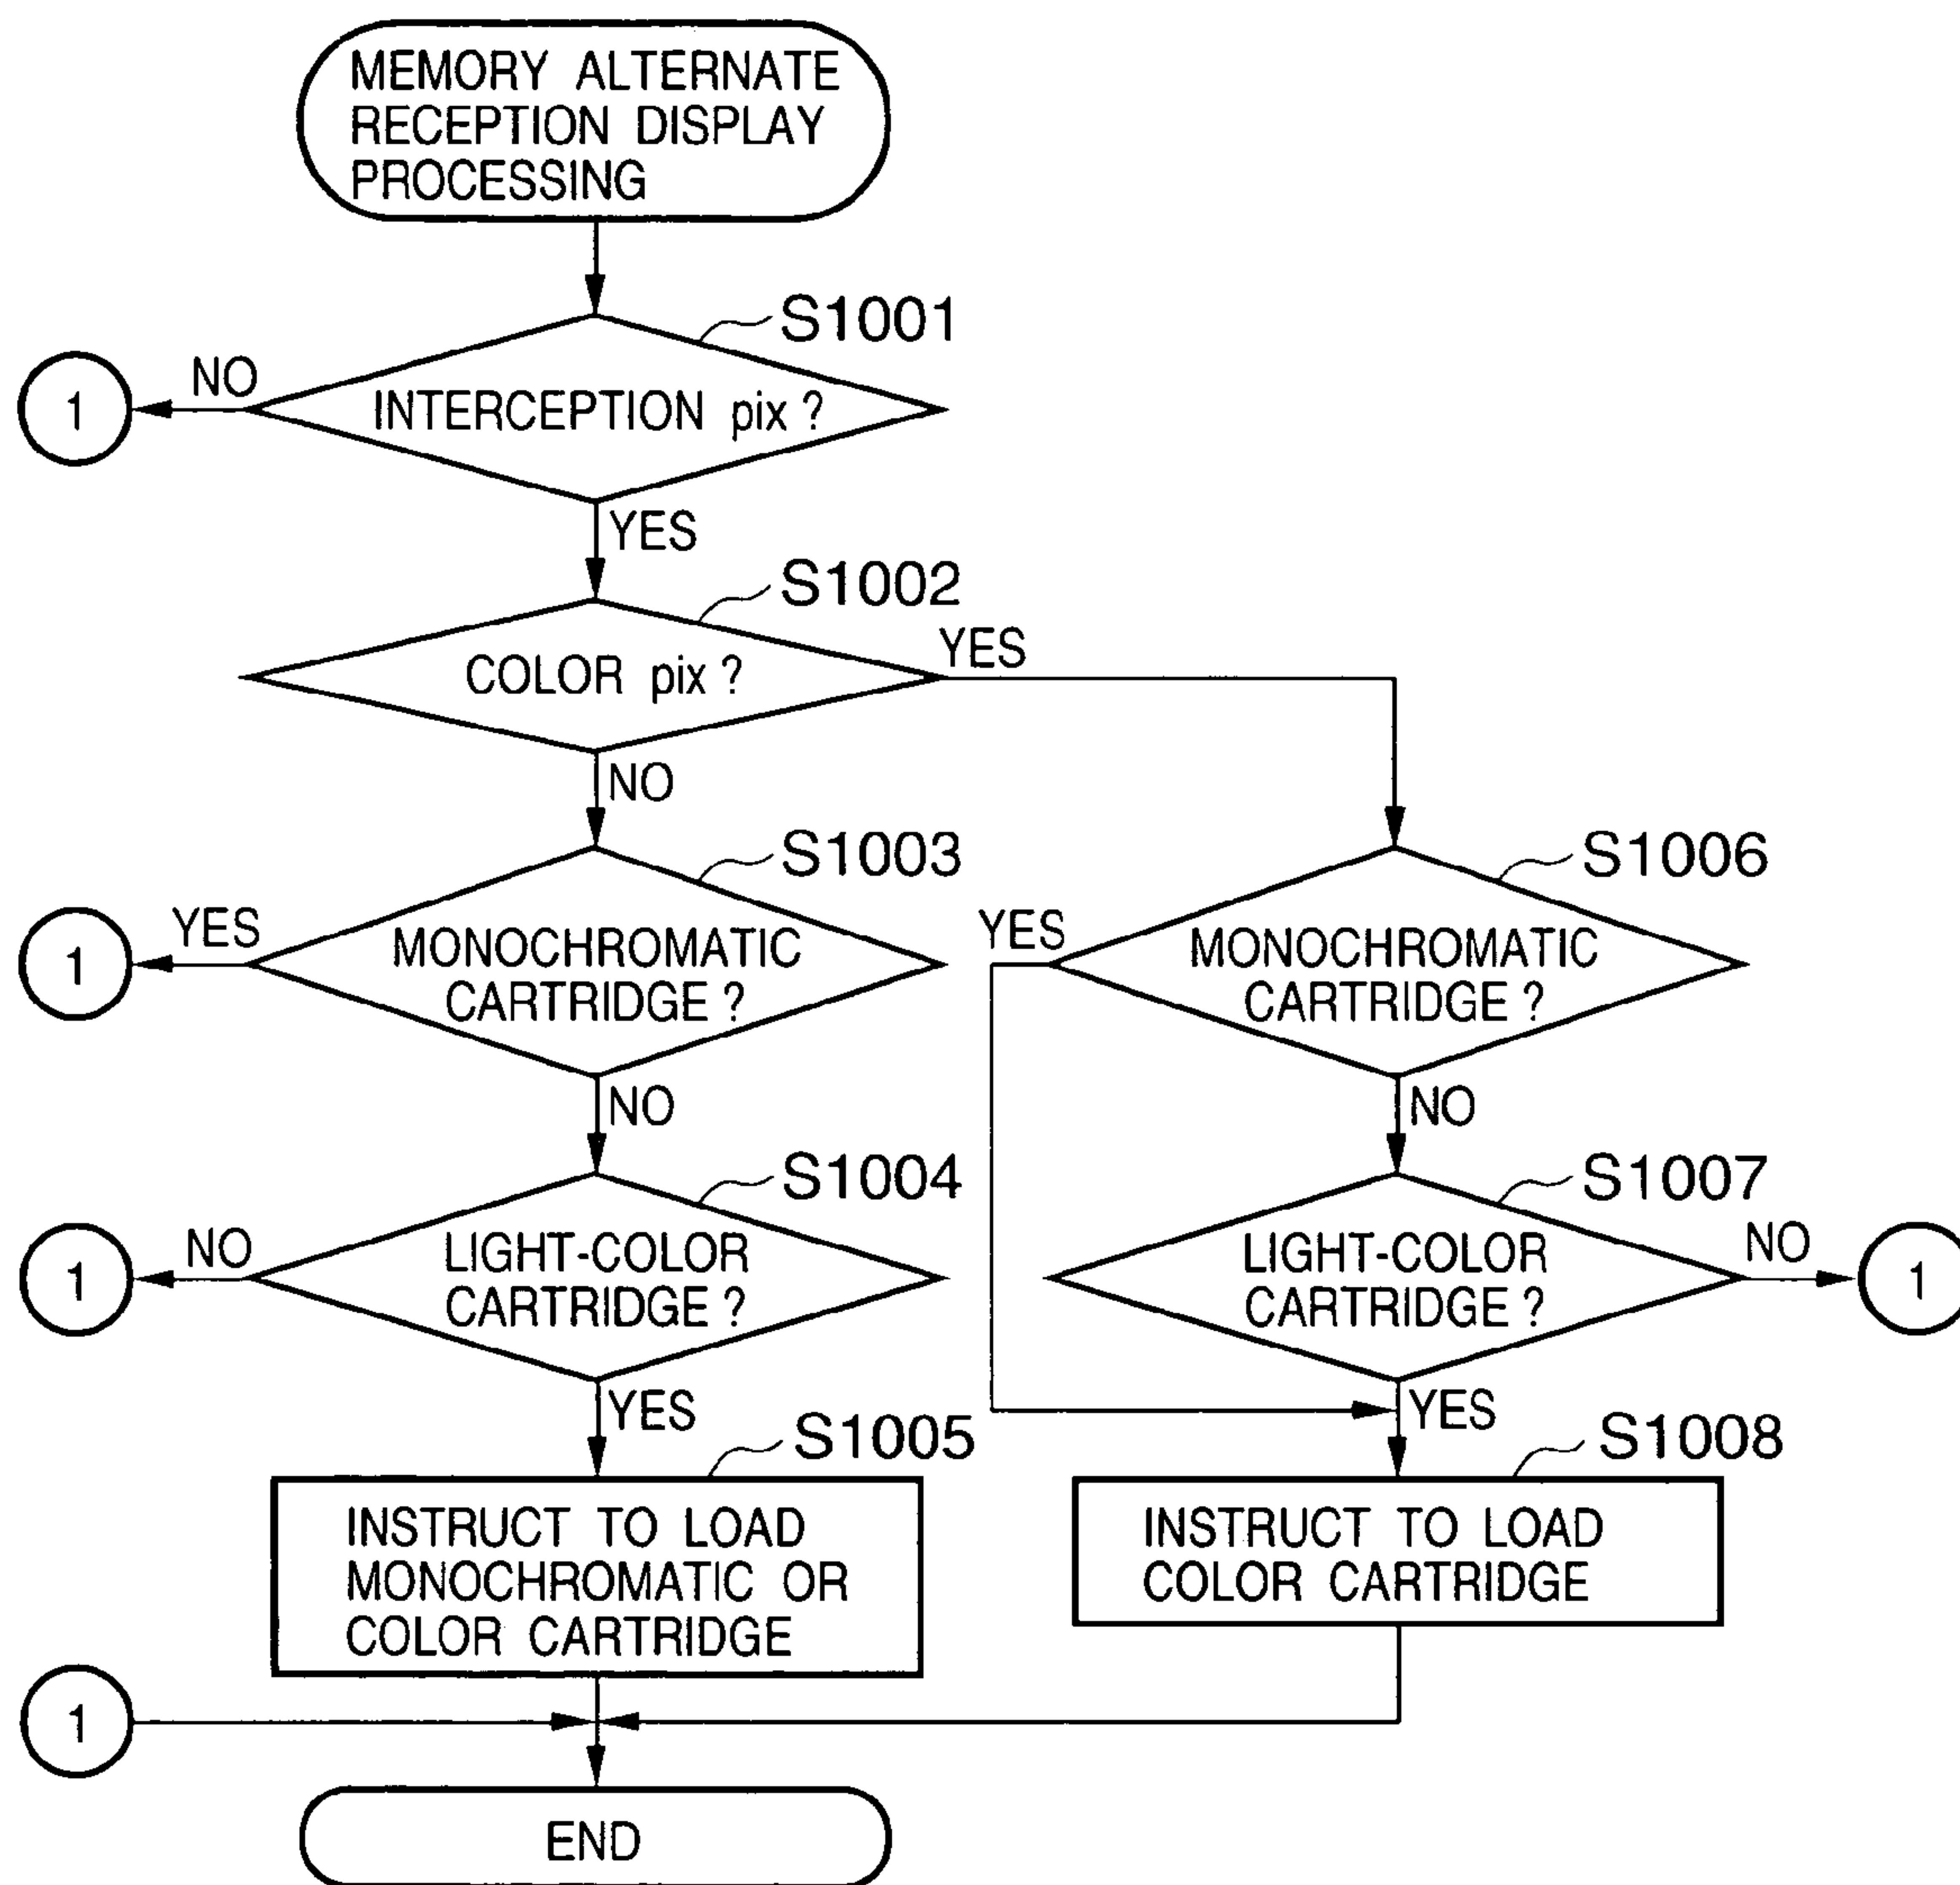 MEMORY ALTERNATE
RECEPTION DISPLAY
PROCESSING
S1001
1
NO
INTERCEPTION pix ?
YES
S1002
COLOR pix ?
YES
NO
S1003
1
YES
MONOCHROMATIC
CARTRIDGE ?
NO
S1006
YES
MONOCHROMATIC
CARTRIDGE ?
NO
S1004
1
NO
LIGHT-COLOR
CARTRIDGE ?
YES
S1007
LIGHT-COLOR
CARTRIDGE ?
NO
1
YES
S1005
INSTRUCT TO LOAD
MONOCHROMATIC OR
COLOR CARTRIDGE
S1008
INSTRUCT TO LOAD
COLOR CARTRIDGE
1
END